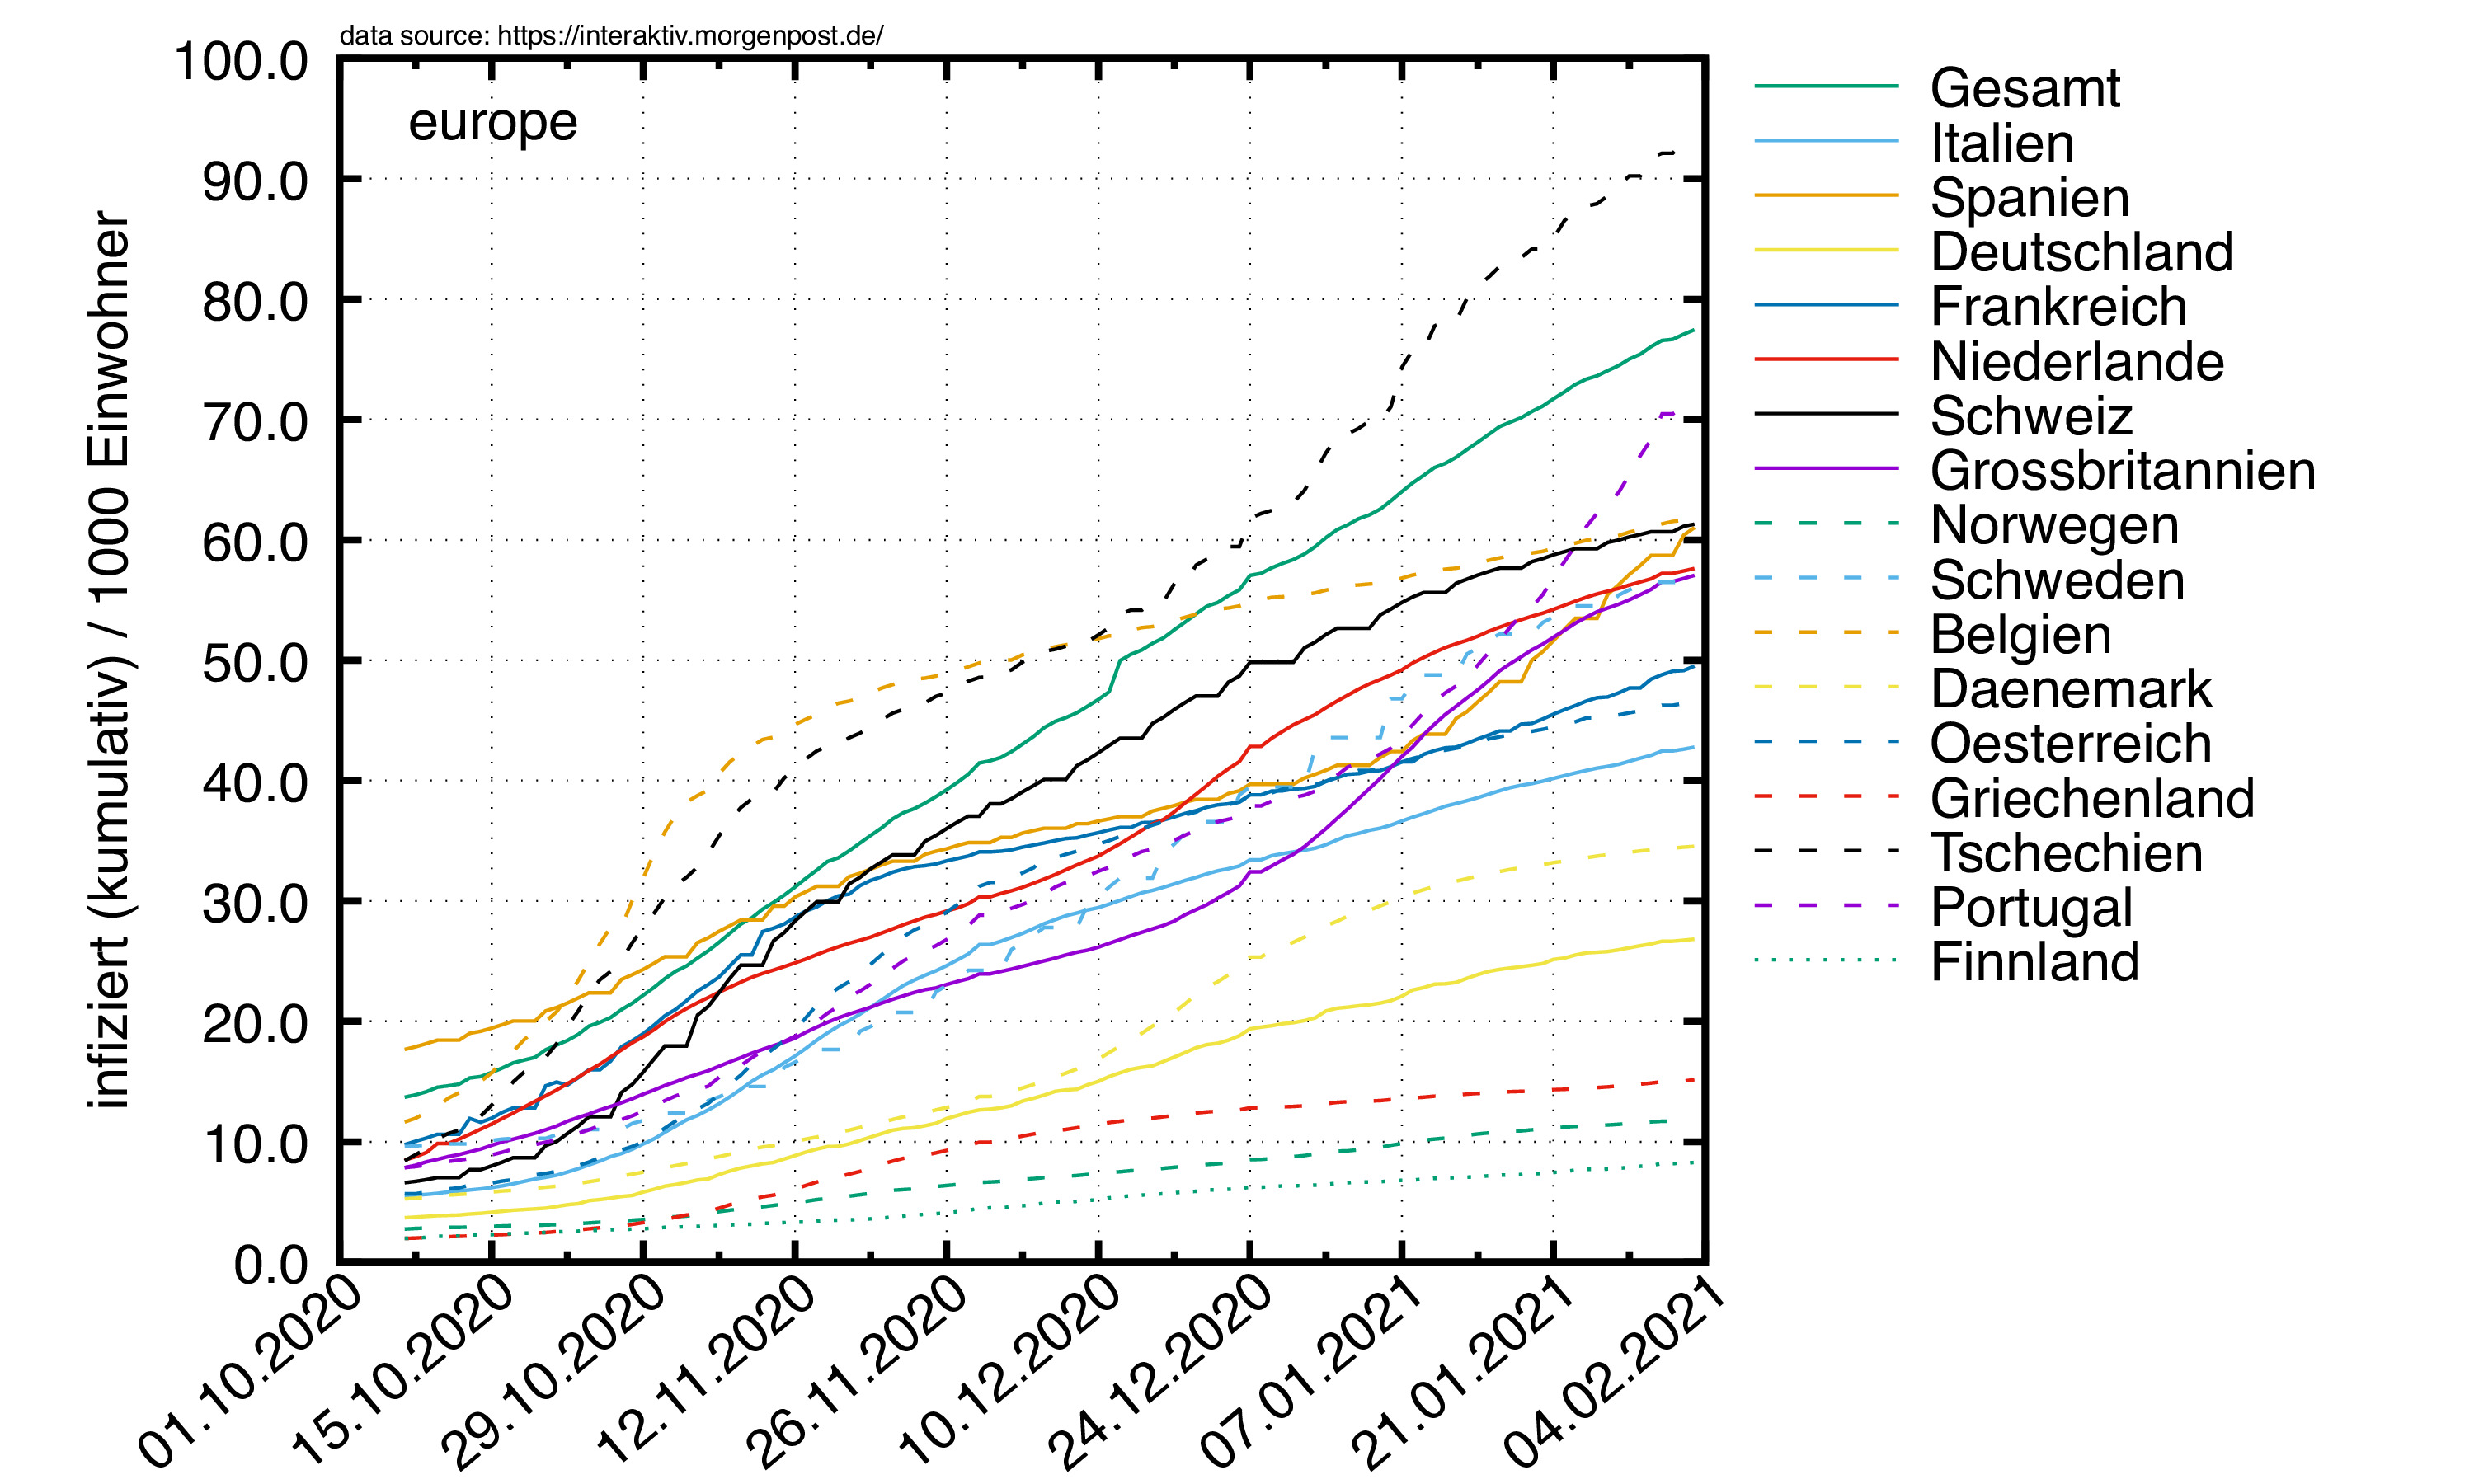 data source: https://interaktiv.morgenpost.de/
europe
infiziert (kumulativ) / 1000 Einwohner
100.0
90.0
80.0
70.0
60.0
50.0
40.0
30.0
20.0
10.0
0.0
01.10.2020
15.10.2020
29.10.2020
12.11.2020
26.11.2020
10.12.2020
24.12.2020
07.01.2021
21.01.2021
04.02.2021
Gesamt
Italien
Spanien
Deutschland
Frankreich
Niederlande
Schweiz
Grossbritannien
Norwegen
Schweden
Belgien
Daenemark
Oesterreich
Griechenland
Tschechien
Portugal
Finnland